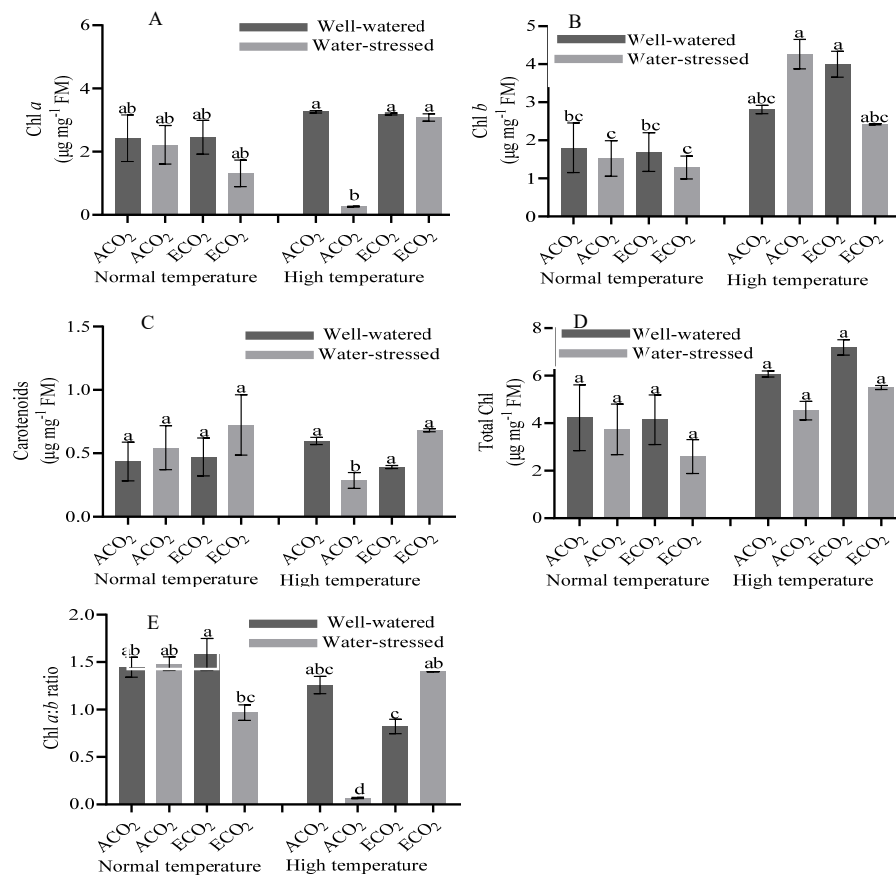 A
Well-watered
Water-stressed
Chl a
(µg mg-1 FM)
6
4
2
0
ab
ab
ab
ab
a
b
a
a
ACO2
ACO2
ECO2
ECO2
ACO2
ACO2
ECO2
ECO2
Normal temperature
High temperature
B
Well-watered
Water-stressed
Chl b
(µg mg-1 FM)
5
4
3
2
1
0
bc
c
bc
c
abc
a
a
abc
ACO2
ACO2
ECO2
ECO2
ACO2
ACO2
ECO2
ECO2
Normal temperature
High temperature
C
Well-watered
Water-stressed
Carotenoids
(µg mg-1 FM)
1.5
1.0
0.5
0.0
a
a
a
a
a
b
a
a
ACO2
ACO2
ECO2
ECO2
ACO2
ACO2
ECO2
ECO2
Normal temperature
High temperature
D
Well-watered
Water-stressed
Total Chl
(µg mg-1 FM)
8
6
4
2
0
a
a
a
a
a
a
a
a
ACO2
ACO2
ECO2
ECO2
ACO2
ACO2
ECO2
ECO2
Normal temperature
High temperature
E
Well-watered
Water-stressed
Chl a:b ratio
2.0
1.5
1.0
0.5
0.0
ab
ab
a
bc
abc
d
c
ab
ACO2
ACO2
ECO2
ECO2
ACO2
ACO2
ECO2
ECO2
Normal temperature
High temperature